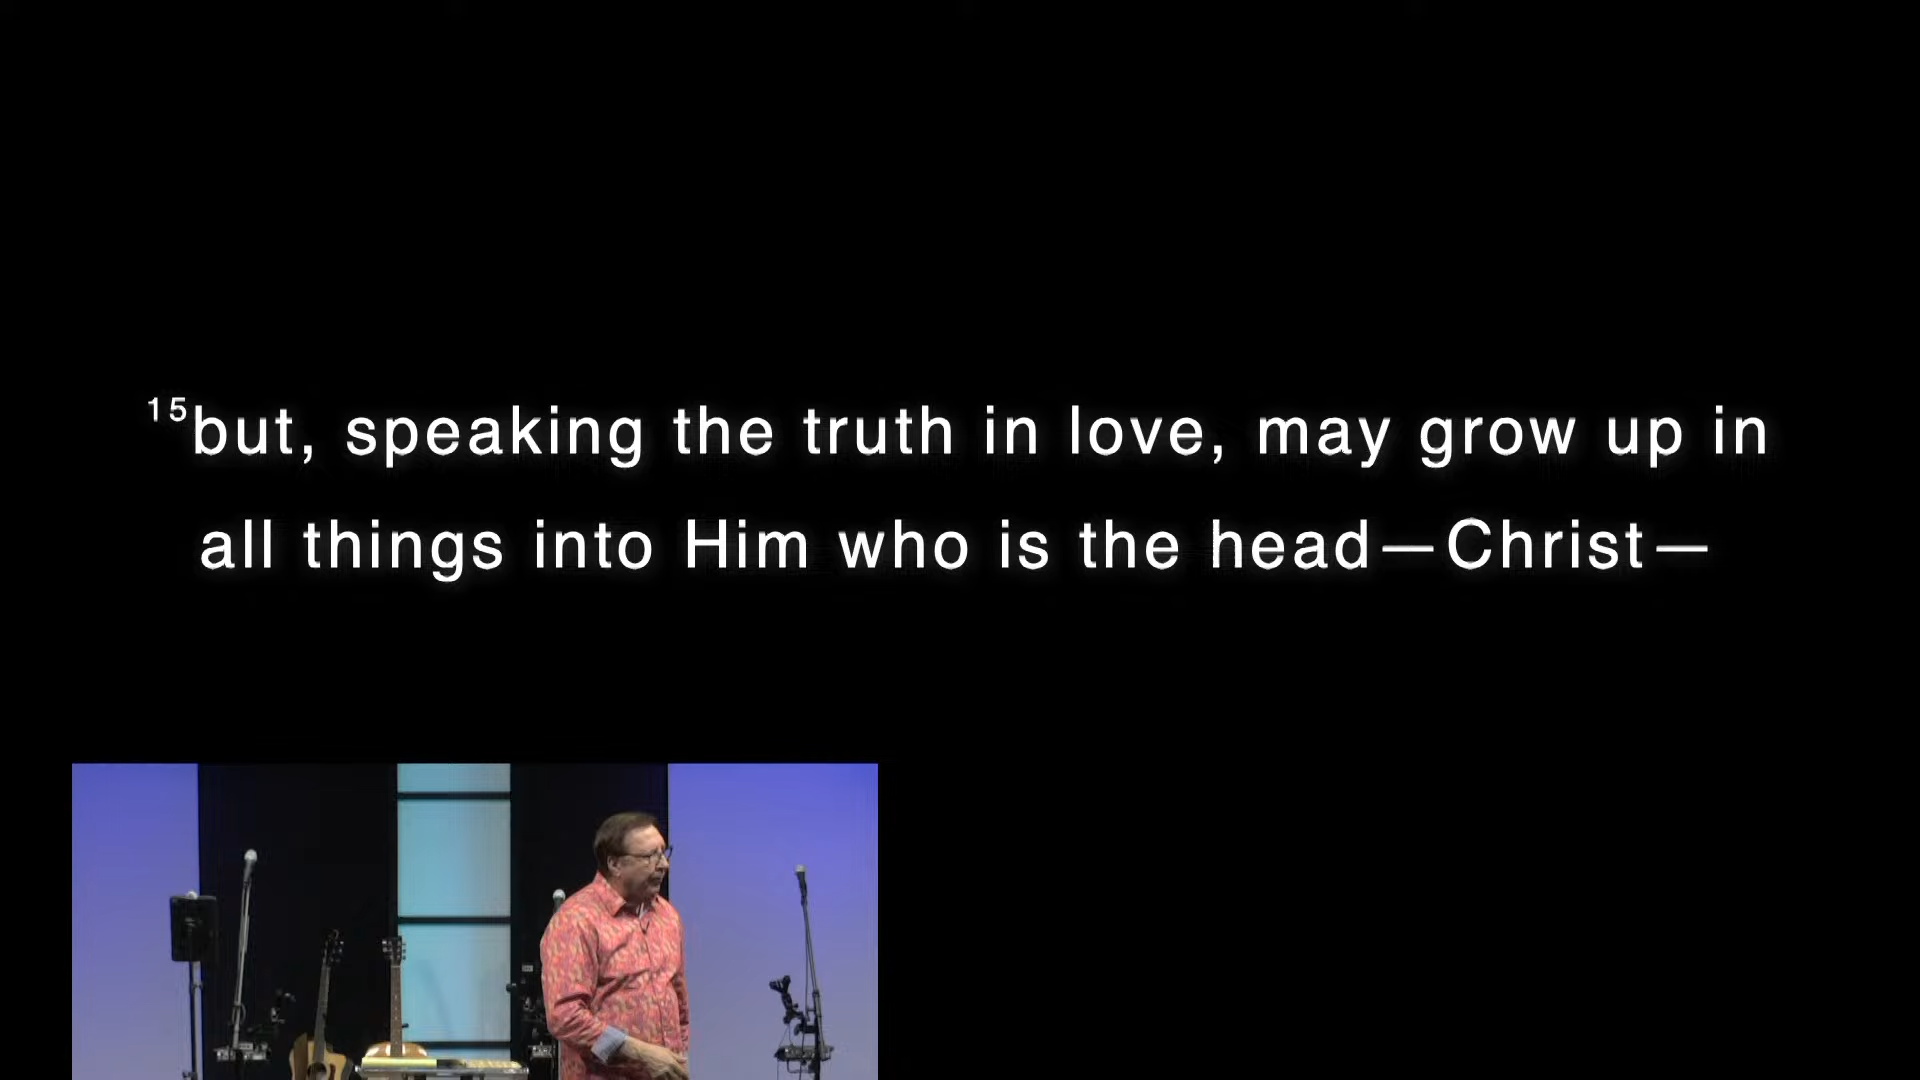 15but, speaking the truth in love, may grow up in
all things into Him who is the head—Christ—